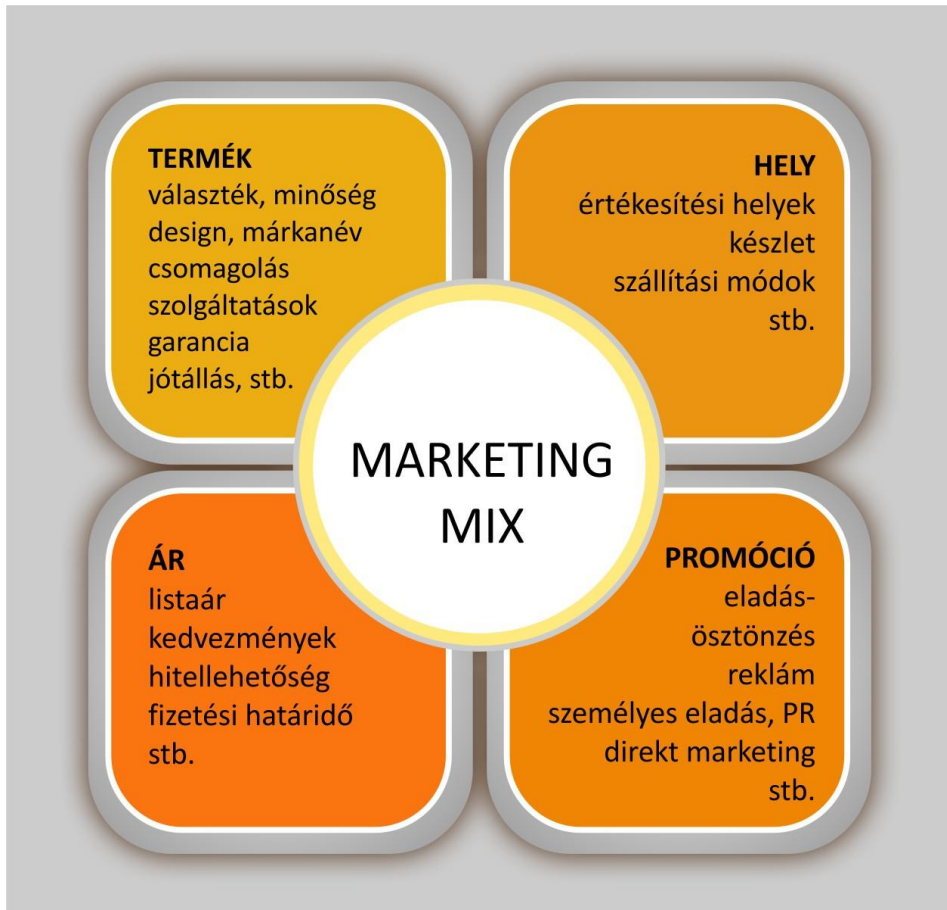 TERMÉK
választék, minőség
design, márkanév
csomagolás
szolgáltatások
garancia
jótállás, stb.
HELY
értékesítési helyek
készlet
szállítási módok
stb.
MARKETING
MIX
ÁR
listaár
kedvezmények
hitellehetőség
fizetési határidő
stb.
PROMÓCIÓ
eladás-
ösztönzés
reklám
személyes eladás, PR
direkt marketing
stb.